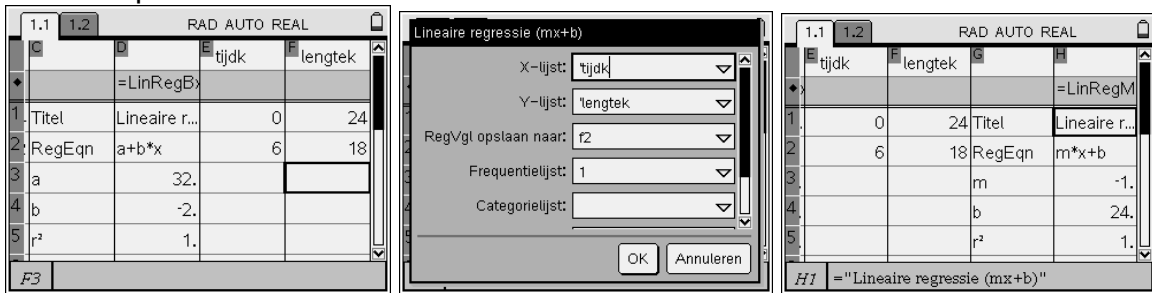 1.1 1.2 RAD AUTO REAL
C D E tijdk F lengtek
=LinRegBx
1 Titel Lineaire r... 0 24
2 RegEqn a+b*x 6 18
3 a 32.
4 b -2.
5 r² 1.
F3
Lineaire regressie (mx+b)
X-lijst: 'tijdk
Y-lijst: 'lengtek
RegVgl opslaan naar: f2
Frequentielijst: 1
Categorielijst:
OK Annuleren
1.1 1.2 RAD AUTO REAL
E tijdk F lengtek G H
=LinRegM
1 0 24 Titel Lineaire r...
2 6 18 RegEqn m*x+b
3 m -1.
4 b 24.
5 r² 1.
H1 ="Lineaire regressie (mx+b)"